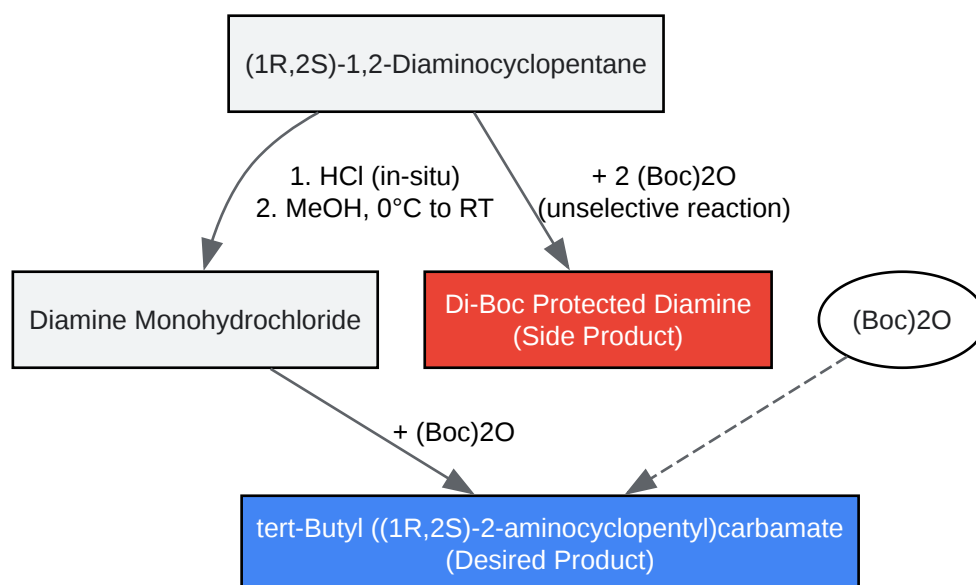 (1R,2S)-1,2-Diaminocyclopentane
1. HCl (in-situ)
2. MeOH, 0°C to RT
+ 2 (Boc)2O
(unselective reaction)
Diamine Monohydrochloride
Di-Boc Protected Diamine
(Side Product)
(Boc)2O
+ (Boc)2O
tert-Butyl ((1R,2S)-2-aminocyclopentyl)carbamate
(Desired Product)